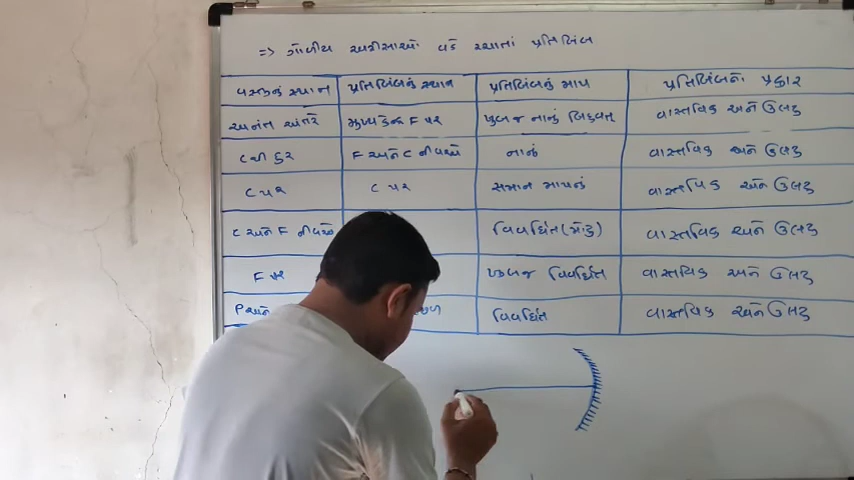 => ગોળીય અરીસાઓ વડે રચાતાં પ્રતિબિંબ
વસ્તુનું સ્થાન પ્રતિબિંબનું સ્થાન પ્રતિબિંબનું માપ પ્રતિબિંબનો પ્રકાર
અનંત અંતરે મુખ્યકેન્દ્ર F પર ખુબ જ નાનું બિંદુવત વાસ્તવિક અને ઉલટુ
C થી દુર F અને C ની વચ્ચે નાનું વાસ્તવિક અને ઉલટુ
C પર C પર સમાન માપનું વાસ્તવિક અને ઉલટુ
C અને F ની વચ્ચે વિવર્ધિત (મોટુ) વાસ્તવિક અને ઉલટુ
F પર ખુબજ વિવર્ધિત વાસ્તવિક અને ઉલટુ
P અને વિવર્ધિત વાસ્તવિક અને ઉલટુ